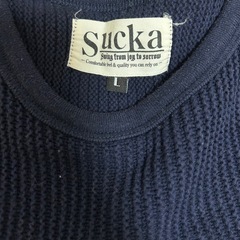 Sucka
Swing from joy to sorrow
Comfortable feel & quality you can rely on
L